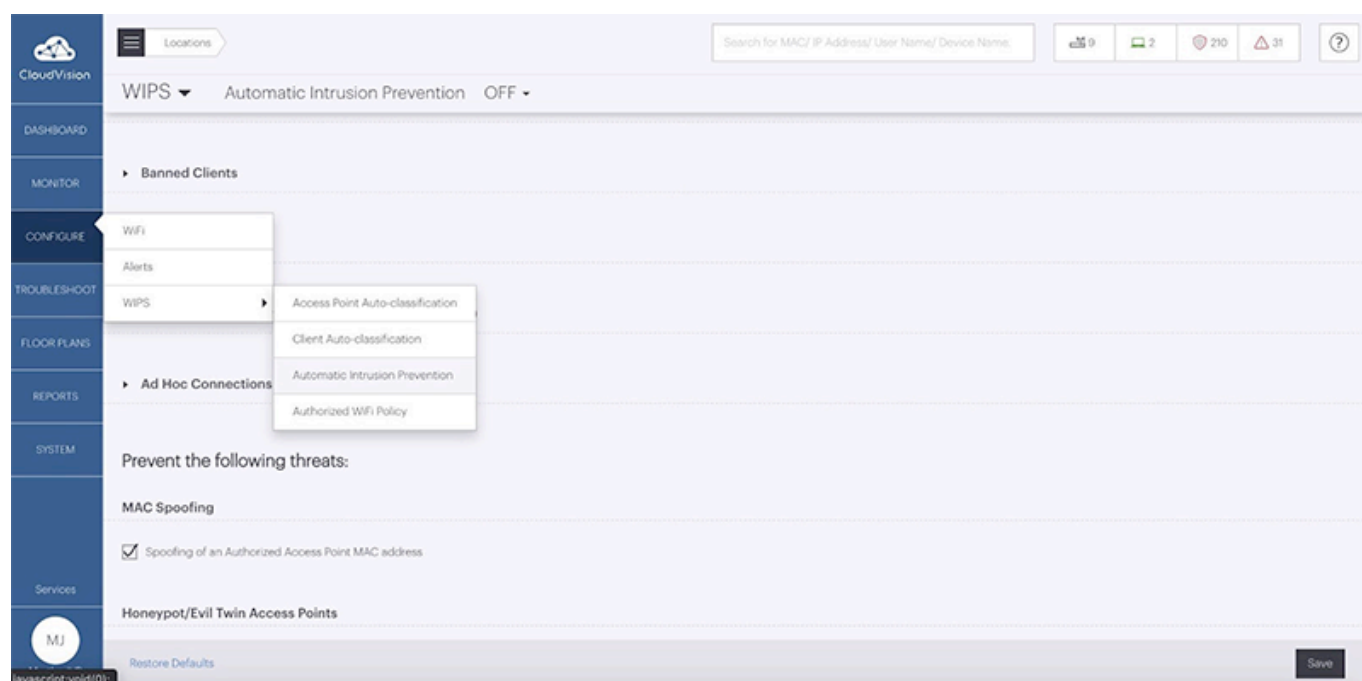 CloudVision
Locations
Search for MAC/ IP Address/ User Name/ Device Name.
9
2
210
31
?
WIPS
Automatic Intrusion Prevention OFF
DASHBOARD
MONITOR
CONFIGURE
TROUBLESHOOT
FLOOR PLANS
REPORTS
SYSTEM
Services
MJ
Banned Clients
WiFi
Alerts
WIPS
Access Point Auto-classification
Client Auto-classification
Automatic Intrusion Prevention
Authorized WiFi Policy
Ad Hoc Connections
Prevent the following threats:
MAC Spoofing
Spoofing of an Authorized Access Point MAC address
Honeypot/Evil Twin Access Points
Restore Defaults
Save
javascript:void(0);